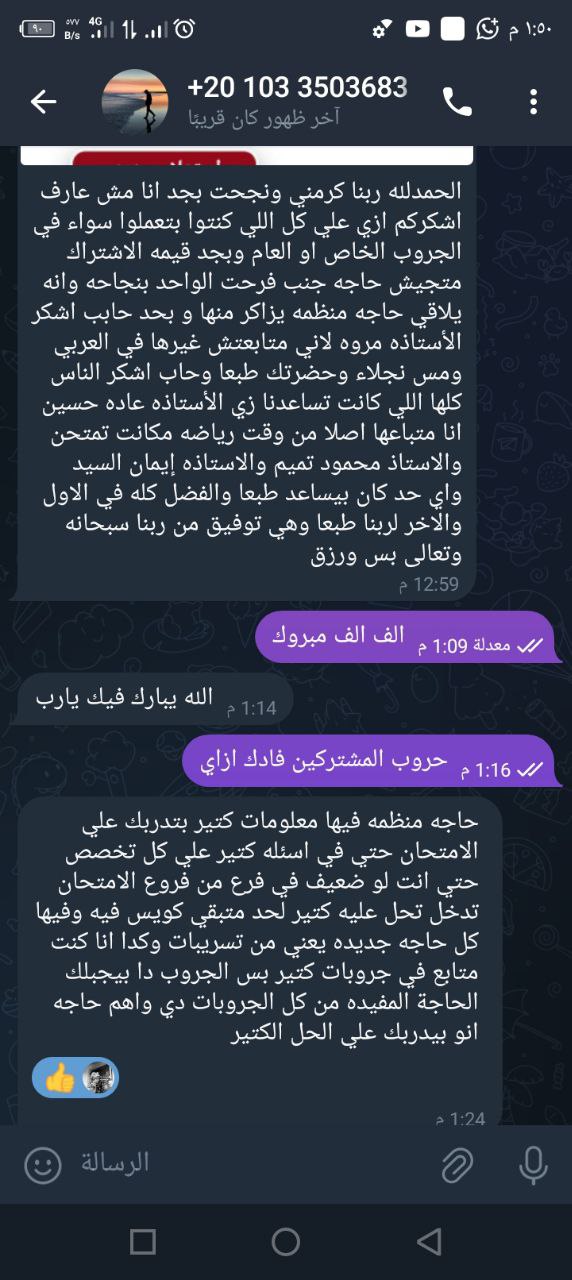 ٩٠ ٥٧٧ B/s 4G م ١:٥٠
+20 103 3503683
آخر ظهور كان قريبًا
الحمدلله ربنا كرمني ونجحت بجد انا مش عارف
اشكركم ازي علي كل اللي كنتوا بتعملوا سواء في
الجروب الخاص او العام وبجد قيمه الاشتراك
متجيش حاجه جنب فرحت الواحد بنجاحه وانه
يلاقي حاجه منظمه يزاكر منها و بحد حابب اشكر
الأستاذه مروه لاني متابعتش غيرها في العربي
ومس نجلاء وحضرتك طبعا وحاب اشكر الناس
كلها اللي كانت تساعدنا زي الأستاذه عاده حسين
انا متباعها اصلا من وقت رياضه مكانت تمتحن
والاستاذ محمود تميم والاستاذه إيمان السيد
واي حد كان بيساعد طبعا والفضل كله في الاول
والاخر لربنا طبعا وهي توفيق من ربنا سبحانه
وتعالى بس ورزق
12:59 م
الف الف مبروك
معدلة 1:09 م
الله يبارك فيك يارب
1:14 م
حروب المشتركين فادك ازاي
1:16 م
حاجه منظمه فيها معلومات كتير بتدربك علي
الامتحان حتي في اسئله كتير علي كل تخصص
حتي انت لو ضعيف في فرع من فروع الامتحان
تدخل تحل عليه كتير لحد متبقي كويس فيه وفيها
كل حاجه جديده يعني من تسريبات وكدا انا كنت
متابع في جروبات كتير بس الجروب دا بيجبلك
الحاجة المفيده من كل الجروبات دي واهم حاجه
انو بيدربك علي الحل الكتير
1:24 م
الرسالة